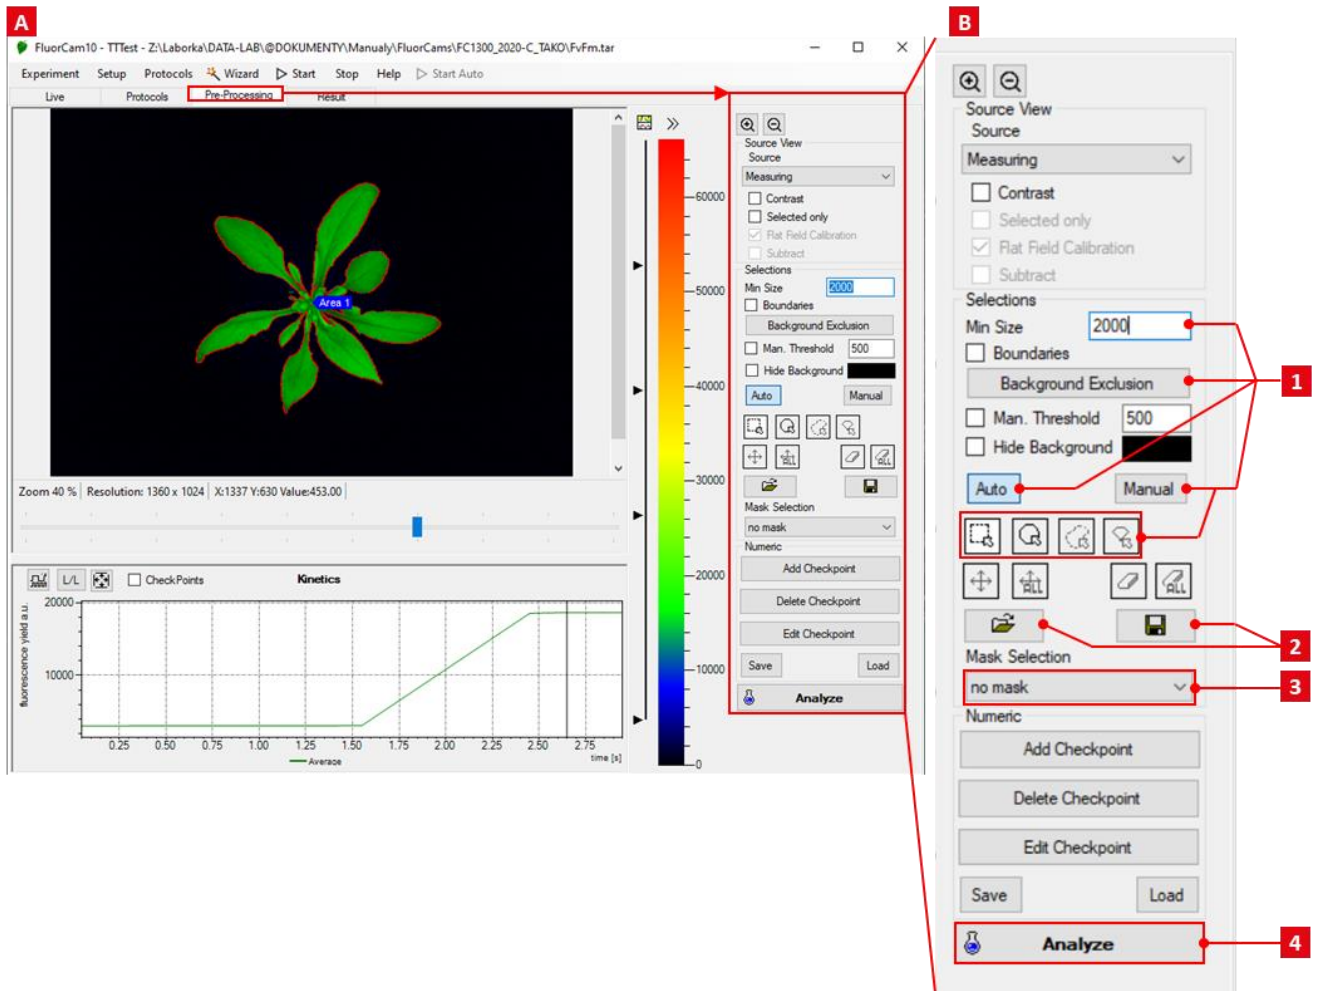 A
B
FluorCam10 - TTTest - Z:\Laborka\DATA-LAB\@DOKUMENTY\Manualy\FluorCams\FC1300_2020-C_TAKO\FvFm.tar
Experiment Setup Protocols Wizard Start Stop Help Start Auto
Live Protocols Pre-Processing Result
Area 1
60000
50000
40000
30000
20000
10000
0
Zoom 40 % Resolution: 1360 x 1024 X:1337 Y:630 Value:453.00
L/L CheckPoints Kinetics
fluorescence yield a.u.
20000
10000
0.25 0.50 0.75 1.00 1.25 1.50 1.75 2.00 2.25 2.50 2.75
time [s]
Average
Source View
Source
Measuring
Contrast
Selected only
Flat Field Calibration
Subtract
Selections
Min Size 2000
Boundaries
Background Exclusion
Man. Threshold 500
Hide Background
Auto Manual
ALL ALL
Mask Selection
no mask
Numeric
Add Checkpoint
Delete Checkpoint
Edit Checkpoint
Save Load
Analyze
Source View
Source
Measuring
Contrast
Selected only
Flat Field Calibration
Subtract
Selections
Min Size 2000
Boundaries
Background Exclusion
1
Man. Threshold 500
Hide Background
Auto Manual
ALL ALL
2
Mask Selection
no mask
3
Numeric
Add Checkpoint
Delete Checkpoint
Edit Checkpoint
Save Load
Analyze
4